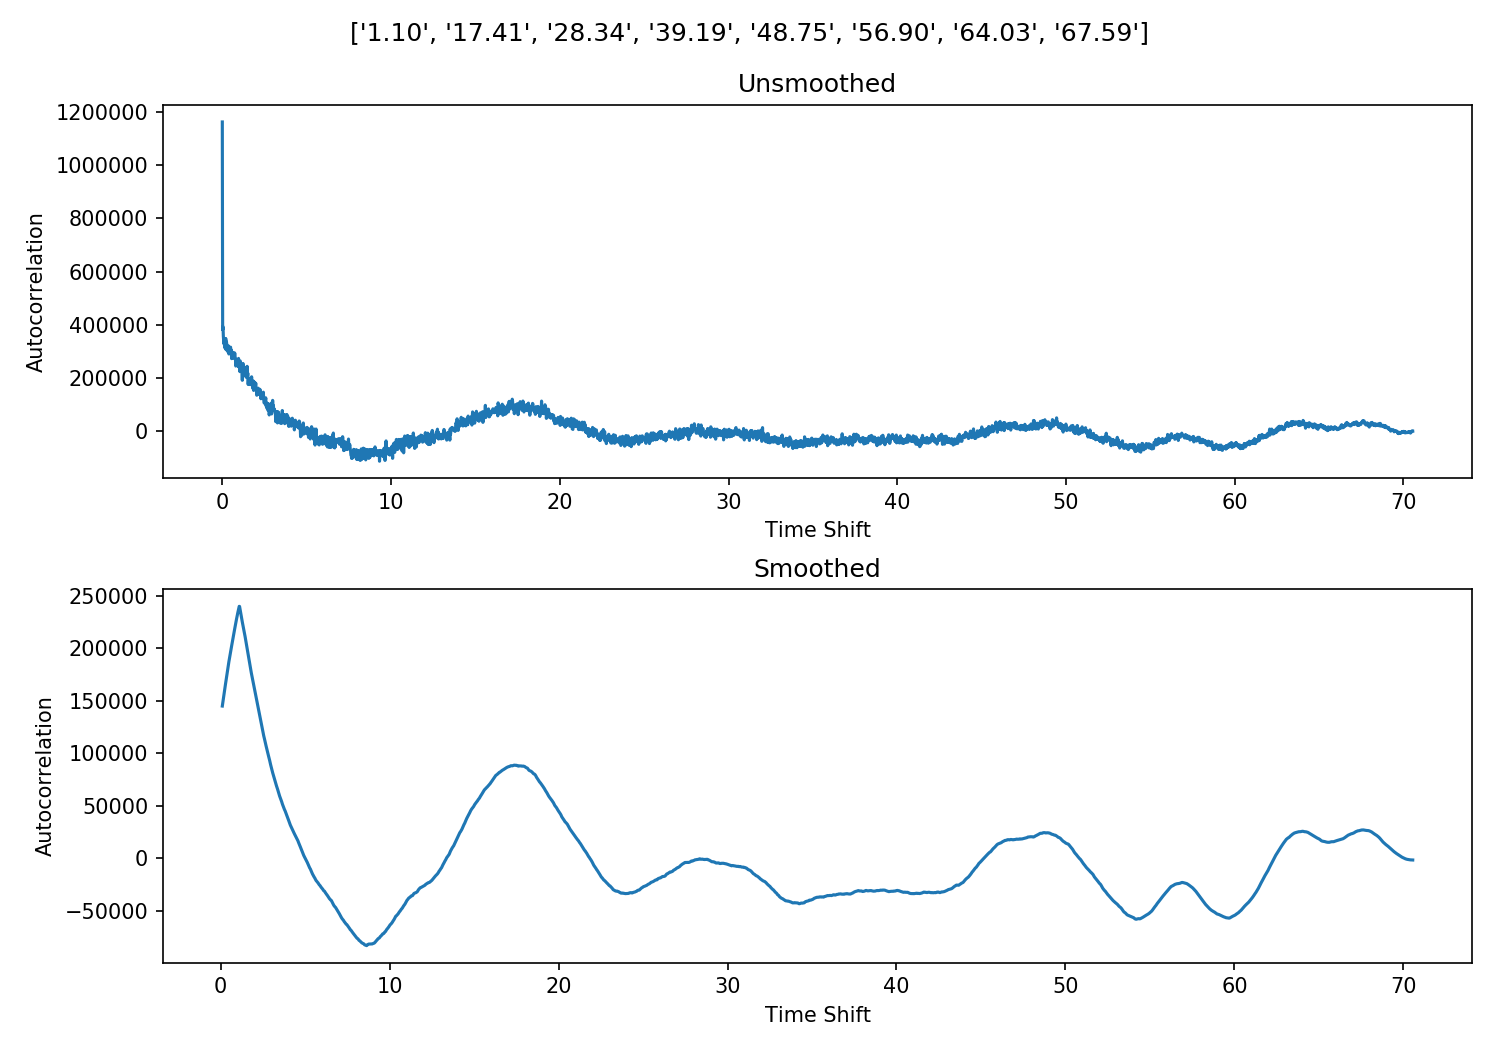 ['1.10', '17.41', '28.34', '39.19', '48.75', '56.90', '64.03', '67.59']
Unsmoothed
1200000
1000000
800000
600000
400000
200000
0
Autocorrelation
0 10 20 30 40 50 60 70
Time Shift
Smoothed
250000
200000
150000
100000
50000
0
−50000
Autocorrelation
0 10 20 30 40 50 60 70
Time Shift